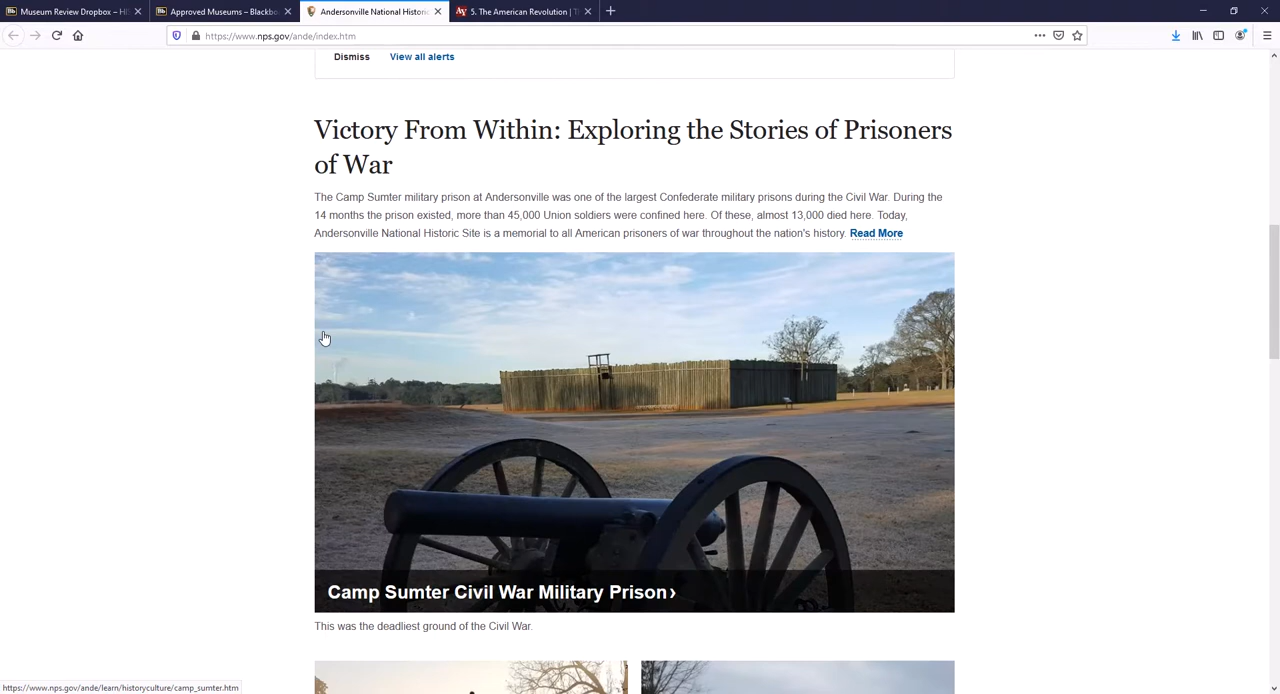 Museum Review Dropbox – HI
Approved Museums – Blackbo
Andersonville National Historic
5. The American Revolution | T
https://www.nps.gov/ande/index.htm
Dismiss View all alerts
Victory From Within: Exploring the Stories of Prisoners
of War
The Camp Sumter military prison at Andersonville was one of the largest Confederate military prisons during the Civil War. During the
14 months the prison existed, more than 45,000 Union soldiers were confined here. Of these, almost 13,000 died here. Today,
Andersonville National Historic Site is a memorial to all American prisoners of war throughout the nation's history. Read More
Camp Sumter Civil War Military Prison›
This was the deadliest ground of the Civil War.
https://www.nps.gov/ande/learn/historyculture/camp_sumter.htm